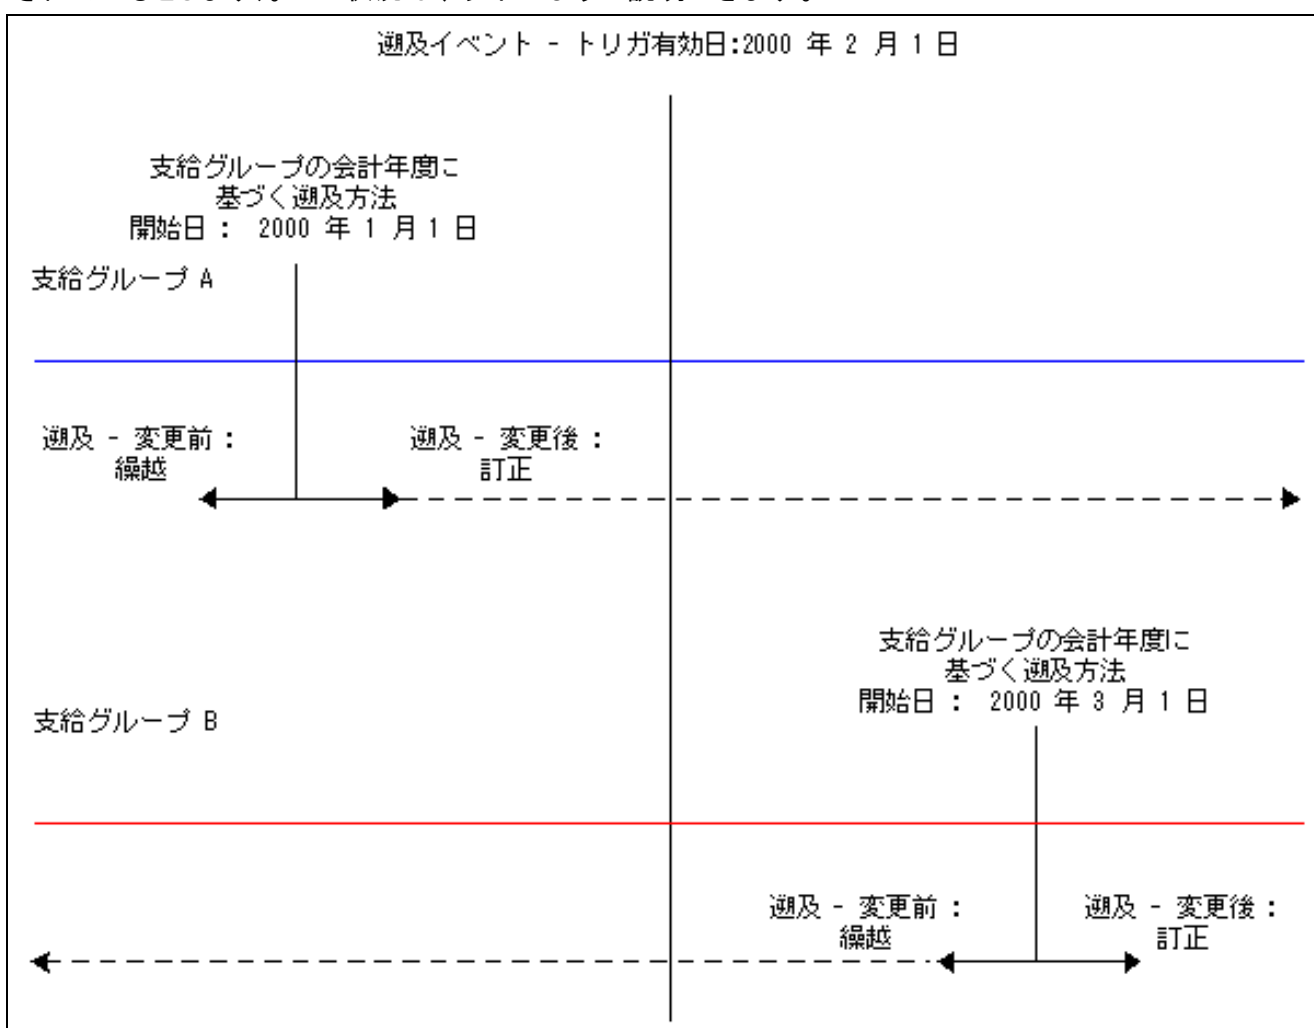 遡及イベント - トリガ有効日:2000 年 2 月 1 日
支給グループの会計年度に
基づく遡及方法
開始日： 2000 年 1 月 1 日
支給グループ A
遡及 - 変更前：
繰越
遡及 - 変更後：
訂正
支給グループの会計年度に
基づく遡及方法
開始日： 2000 年 3 月 1 日
支給グループ B
遡及 - 変更前：
繰越
遡及 - 変更後：
訂正